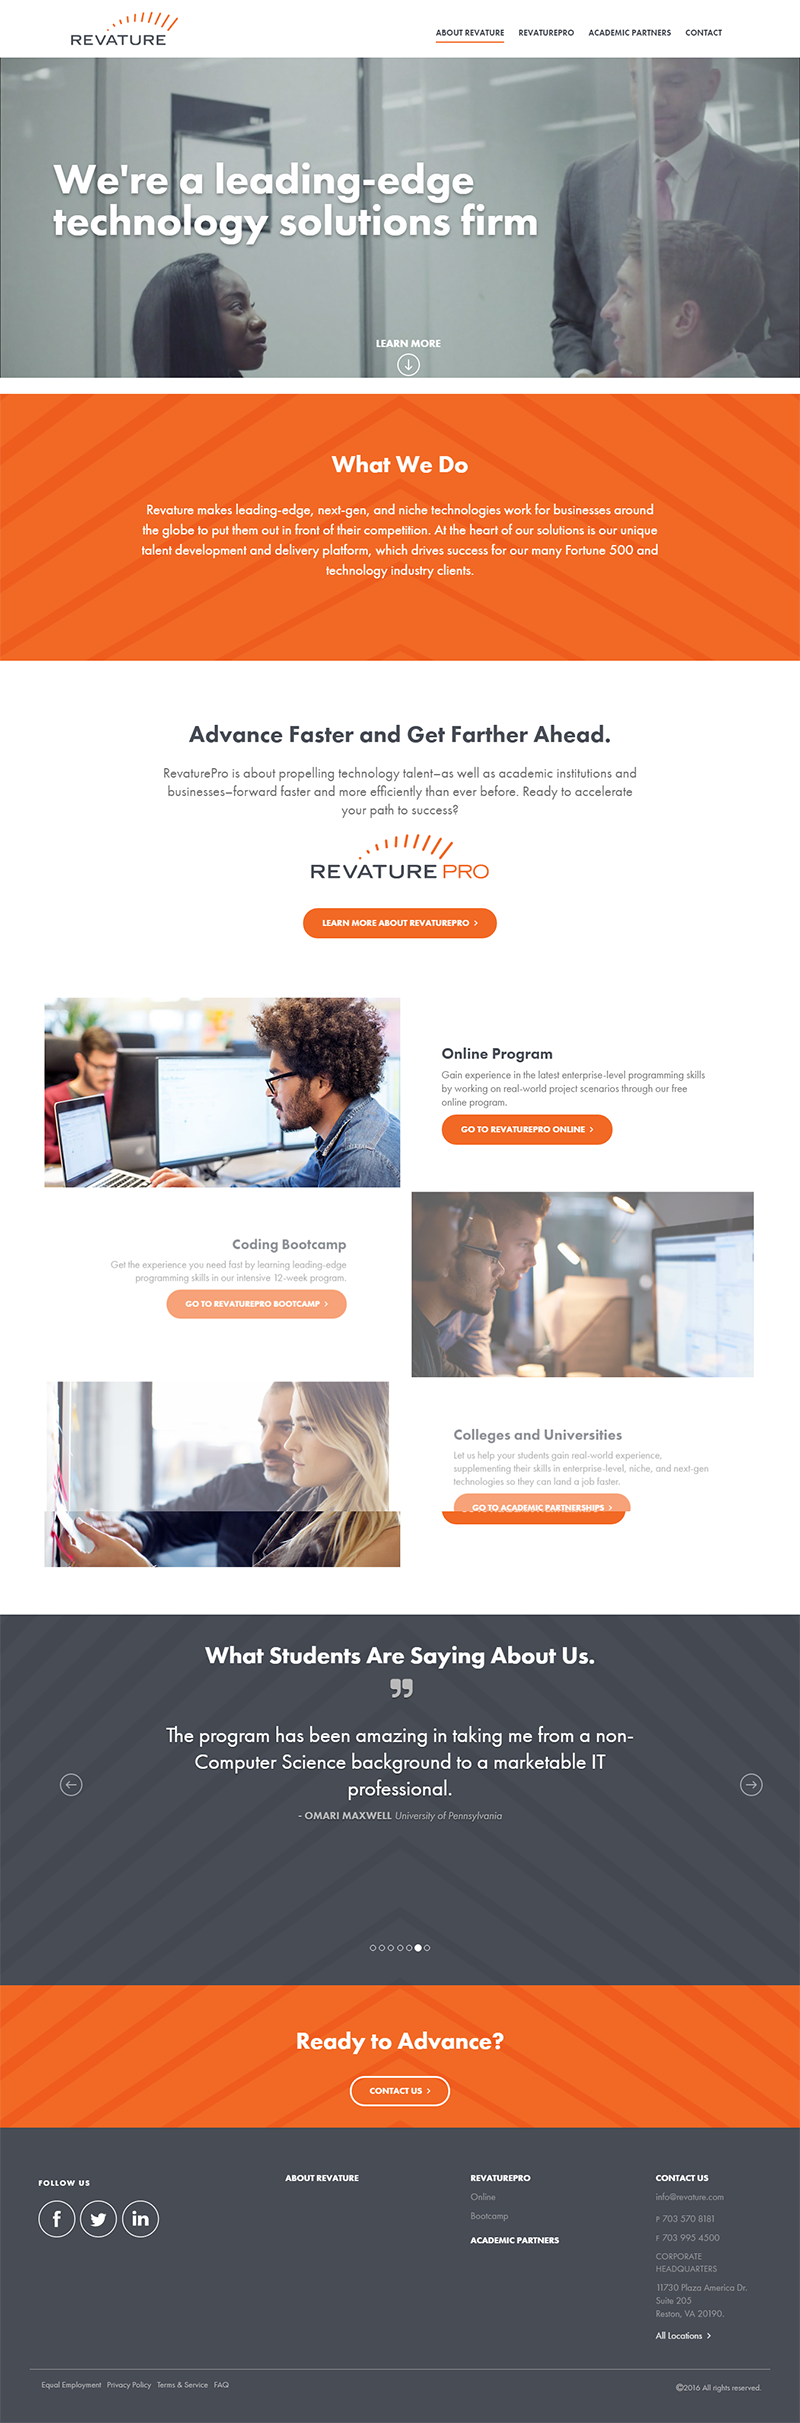 REVATURE
ABOUT REVATURE REVATUREPRO ACADEMIC PARTNERS CONTACT
We're a leading-edge
technology solutions firm
LEARN MORE
What We Do
Revature makes leading-edge, next-gen, and niche technologies work for businesses around
the globe to put them out in front of their competition. At the heart of our solutions is our unique
talent development and delivery platform, which drives success for our many Fortune 500 and
technology industry clients.
Advance Faster and Get Farther Ahead.
RevaturePro is about propelling technology talent–as well as academic institutions and
businesses–forward faster and more efficiently than ever before. Ready to accelerate
your path to success?
REVATURE PRO
LEARN MORE ABOUT REVATUREPRO >
Online Program
Gain experience in the latest enterprise-level programming skills
by working on real-world project scenarios through our free
online program.
GO TO REVATUREPRO ONLINE >
Coding Bootcamp
Get the experience you need fast by learning leading-edge
programming skills in our intensive 12-week program.
GO TO REVATUREPRO BOOTCAMP >
Colleges and Universities
Let us help your students gain real-world experience,
supplementing their skills in enterprise-level, niche, and next-gen
technologies so they can land a job faster.
GO TO ACADEMIC PARTNERSHIPS >
What Students Are Saying About Us.
”
The program has been amazing in taking me from a non-
Computer Science background to a marketable IT
professional.
- OMARI MAXWELL University of Pennsylvania
Ready to Advance?
CONTACT US >
FOLLOW US
f in
ABOUT REVATURE
REVATUREPRO
Online
Bootcamp
ACADEMIC PARTNERS
CONTACT US
info@revature.com
P 703 570 8181
F 703 995 4500
CORPORATE
HEADQUARTERS
11730 Plaza America Dr.
Suite 205
Reston, VA 20190.
All Locations >
Equal Employment Privacy Policy Terms & Service FAQ
©2016 All rights reserved.